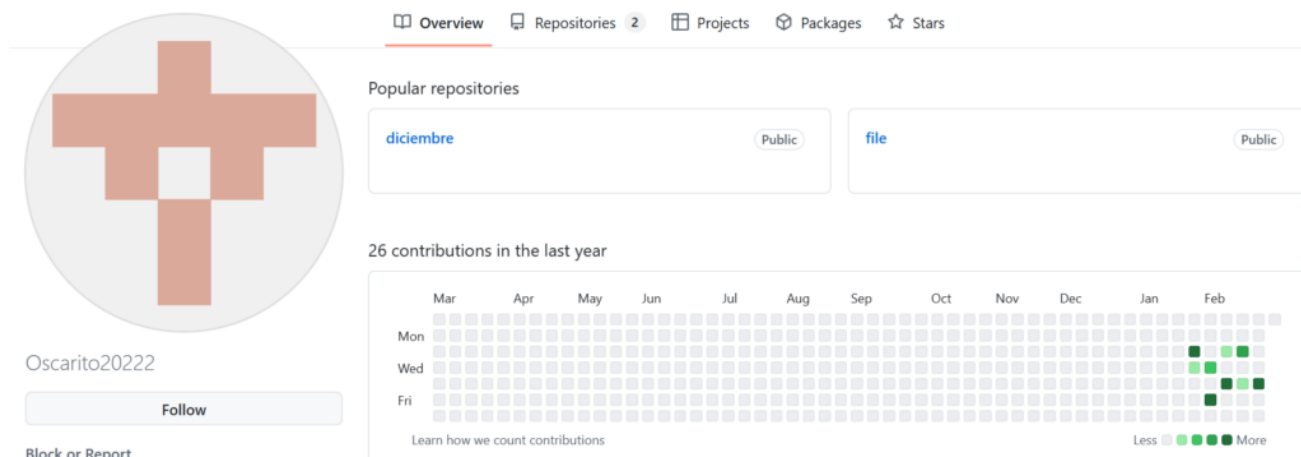 Overview Repositories 2 Projects Packages Stars
Popular repositories
diciembre Public file Public
26 contributions in the last year
Mar Apr May Jun Jul Aug Sep Oct Nov Dec Jan Feb
Mon
Wed
Fri
Learn how we count contributions Less More
Oscarito20222
Follow
Block or Report